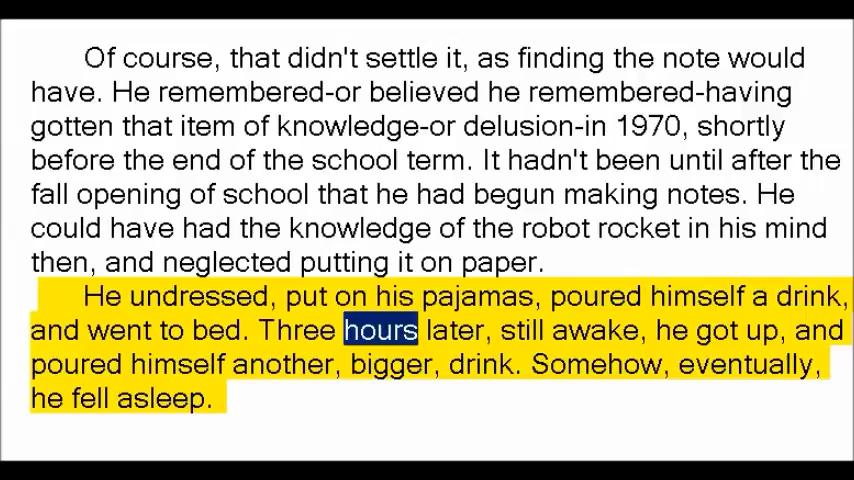 Of course, that didn't settle it, as finding the note would
have. He remembered-or believed he remembered-having
gotten that item of knowledge-or delusion-in 1970, shortly
before the end of the school term. It hadn't been until after the
fall opening of school that he had begun making notes. He
could have had the knowledge of the robot rocket in his mind
then, and neglected putting it on paper.
He undressed, put on his pajamas, poured himself a drink,
and went to bed. Three hours later, still awake, he got up, and
poured himself another, bigger, drink. Somehow, eventually,
he fell asleep.